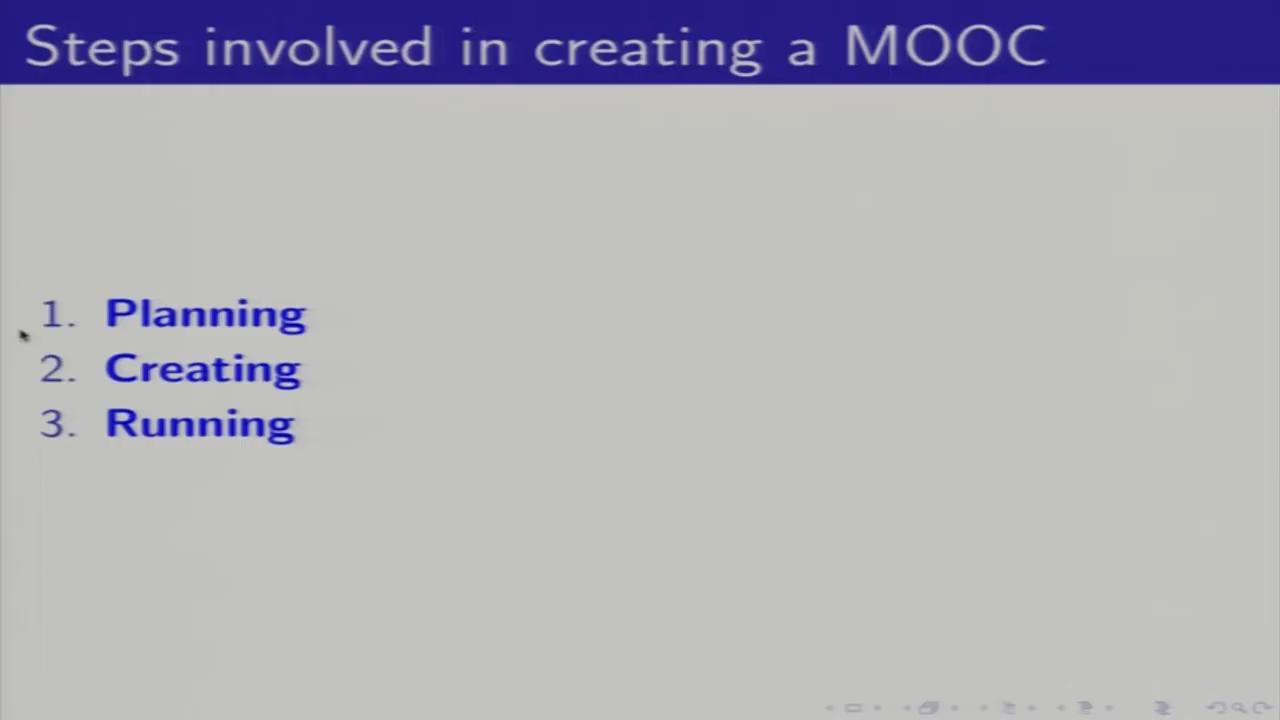 Steps involved in creating a MOOC
1. Planning
2. Creating
3. Running